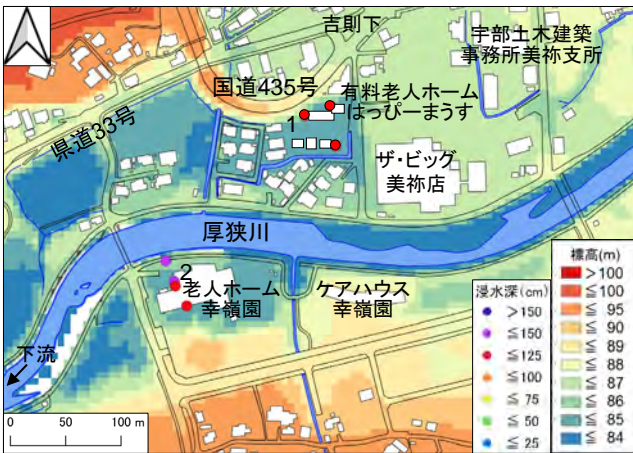 吉則下
宇部土木建築
事務所美祢支所
国道435号
有料老人ホーム
はっぴーまうす
1
県道33号
ザ・ビッグ
美祢店
厚狭川
2
老人ホーム
幸嶺園
ケアハウス
幸嶺園
下流
0 50 100 m
浸水深(cm)
>150
≦150
≦125
≦100
≦75
≦50
≦25
標高(m)
>100
≦100
≦95
≦90
≦89
≦88
≦87
≦86
≦85
≦84